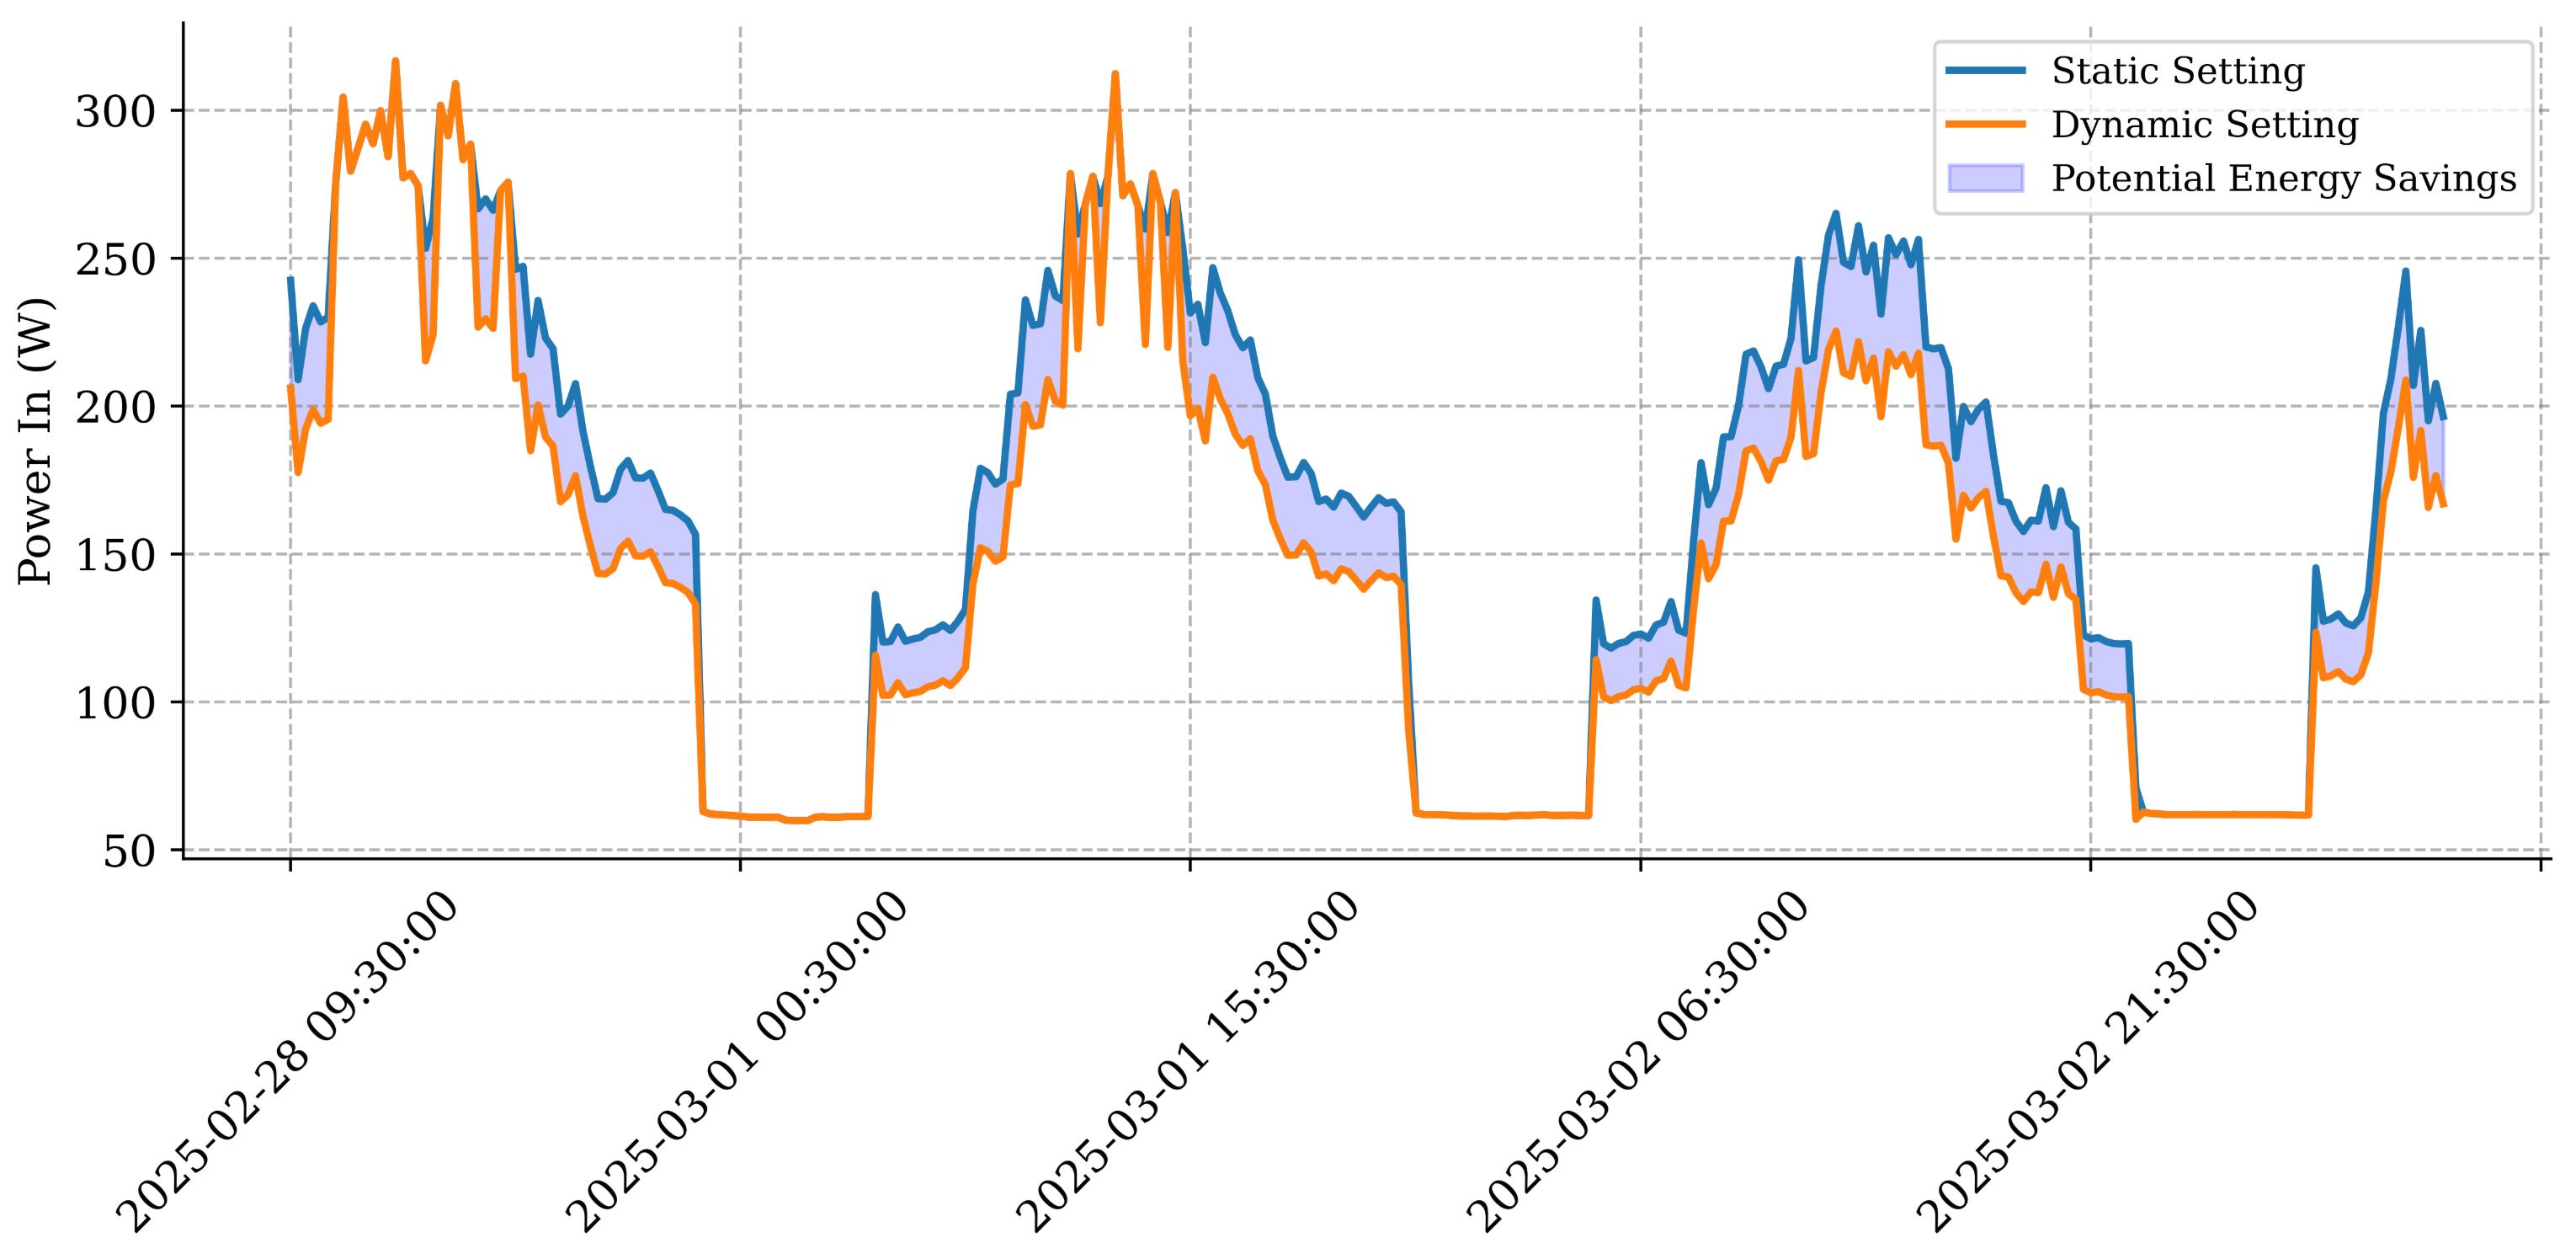 Power In (W)
300
250
200
150
100
50
Static Setting
Dynamic Setting
Potential Energy Savings
2025-02-28 09:30:00
2025-03-01 00:30:00
2025-03-01 15:30:00
2025-03-02 06:30:00
2025-03-02 21:30:00